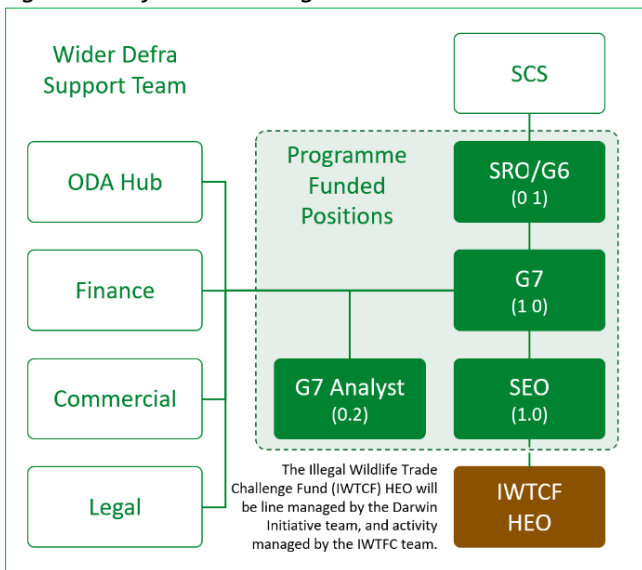 Wider Defra
Support Team
SCS
Programme
Funded
Positions
SRO/G6
(0 1)
ODA Hub
Finance
G7
(1 0)
Commercial
G7 Analyst
(0.2)
SEO
(1.0)
Legal
The Illegal Wildlife Trade
Challenge Fund (IWTCF) HEO will
be line managed by the Darwin
Initiative team, and activity
managed by the IWTFC team.
IWTCF
HEO